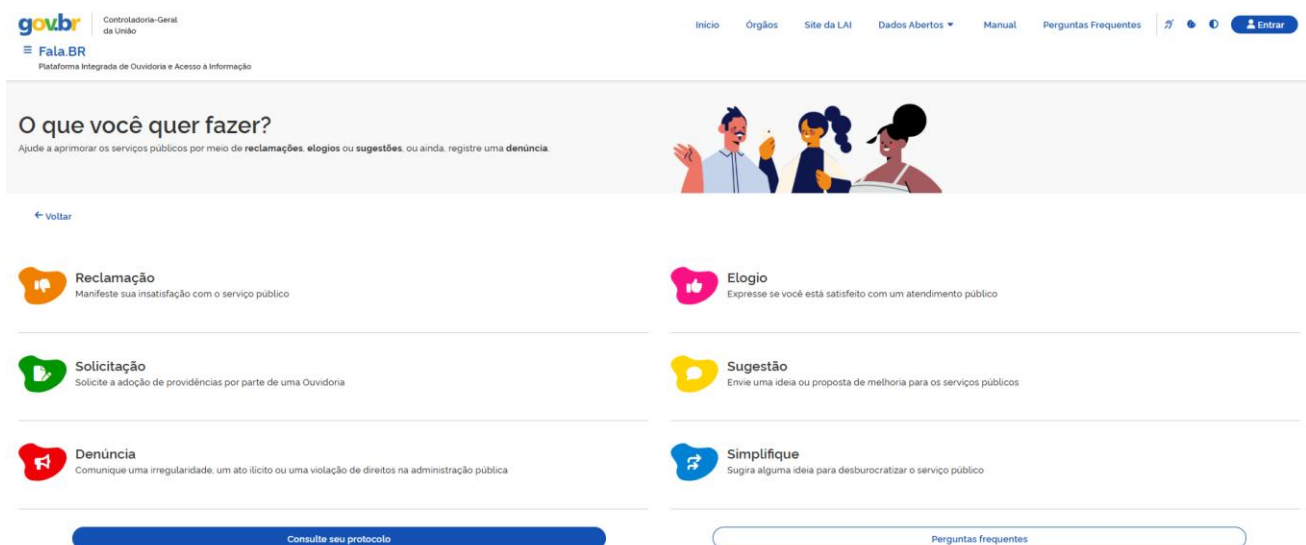 gov.br
Controladoria-Geral
da União
Início Órgãos Site da LAI Dados Abertos Manual Perguntas Frequentes Entrar
Fala.BR
Plataforma Integrada de Ouvidoria e Acesso à Informação
O que você quer fazer?
Ajude a aprimorar os serviços públicos por meio de reclamações, elogios ou sugestões, ou ainda, registre uma denúncia.
Voltar
Reclamação
Manifeste sua insatisfação com o serviço público
Elogio
Expresse se você está satisfeito com um atendimento público
Solicitação
Solicite a adoção de providências por parte de uma Ouvidoria
Sugestão
Envie uma ideia ou proposta de melhoria para os serviços públicos
Denúncia
Comunique uma irregularidade, um ato ilícito ou uma violação de direitos na administração pública
Simplifique
Sugira alguma ideia para desburocratizar o serviço público
Consulte seu protocolo
Perguntas frequentes